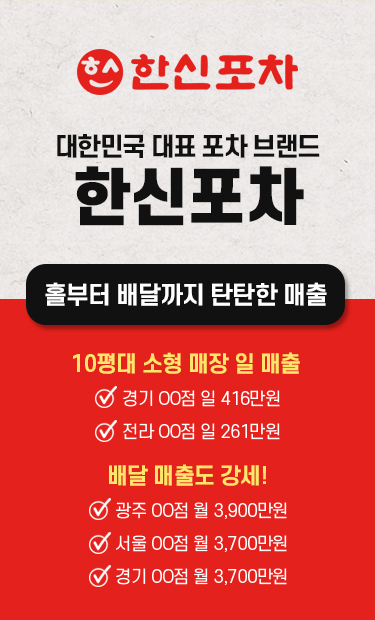 한신포차
대한민국 대표 포차 브랜드
한신포차
홀부터 배달까지 탄탄한 매출
10평대 소형 매장 일 매출
경기 OO점 일 416만원
전라 OO점 일 261만원
배달 매출도 강세!
광주 OO점 월 3,900만원
서울 OO점 월 3,700만원
경기 OO점 월 3,700만원